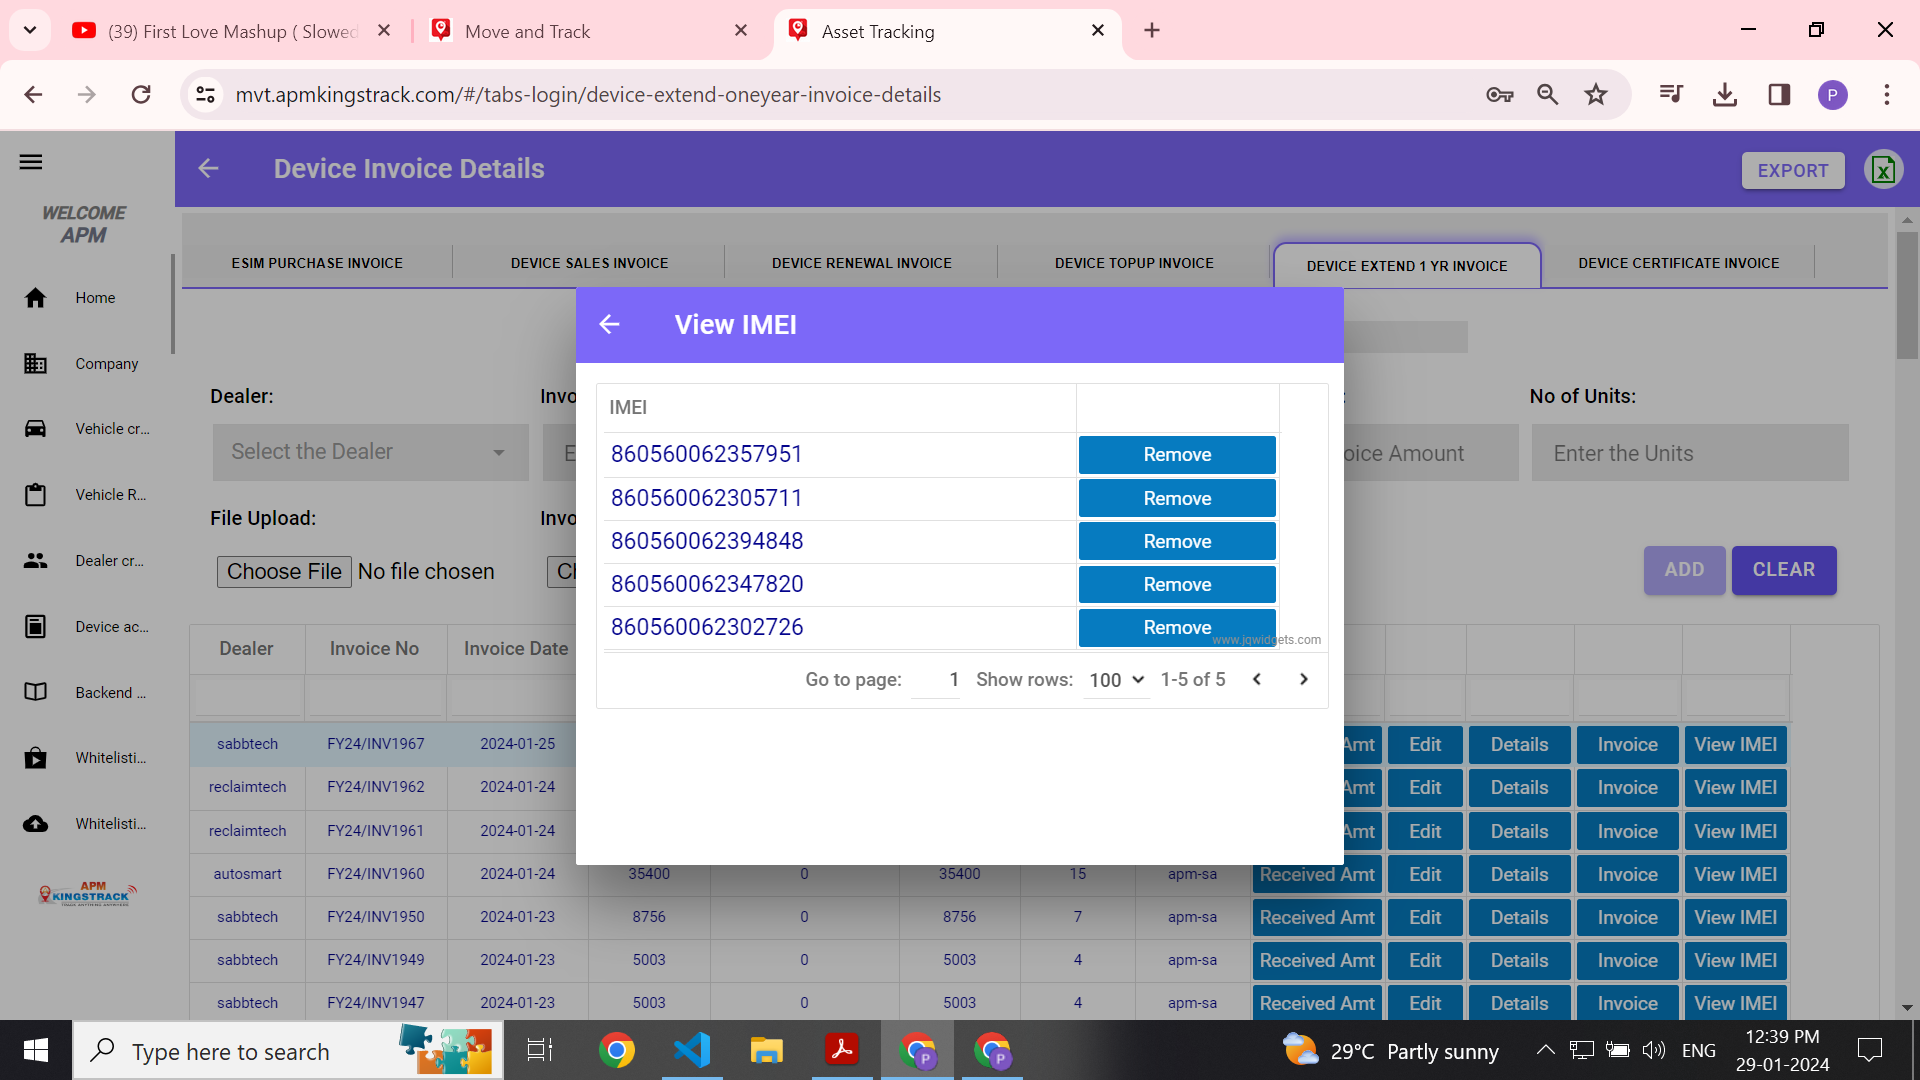 (39) First Love Mashup ( Slowed
Move and Track
Asset Tracking
mvt.apmkingstrack.com/#/tabs-login/device-extend-oneyear-invoice-details
P
WELCOME
APM
Home
Company
Vehicle cr...
Vehicle R...
Dealer cr...
Device ac...
Backend ...
Whitelisti...
Whitelisti...
APM
KINGSTRACK
Device Invoice Details
EXPORT
ESIM PURCHASE INVOICE
DEVICE SALES INVOICE
DEVICE RENEWAL INVOICE
DEVICE TOPUP INVOICE
DEVICE EXTEND 1 YR INVOICE
DEVICE CERTIFICATE INVOICE
Dealer:
Invo
:
No of Units:
Select the Dealer
E
oice Amount
Enter the Units
File Upload:
Invo
Choose File No file chosen
Ch
ADD
CLEAR
View IMEI
IMEI
860560062357951 Remove
860560062305711 Remove
860560062394848 Remove
860560062347820 Remove
860560062302726 Remove
www.jqwidgets.com
Go to page: 1 Show rows: 100 1-5 of 5
Dealer Invoice No Invoice Date
sabbtech FY24/INV1967 2024-01-25 Amt Edit Details Invoice View IMEI
reclaimtech FY24/INV1962 2024-01-24 Amt Edit Details Invoice View IMEI
reclaimtech FY24/INV1961 2024-01-24 Amt Edit Details Invoice View IMEI
autosmart FY24/INV1960 2024-01-24 35400 0 35400 15 apm-sa Received Amt Edit Details Invoice View IMEI
sabbtech FY24/INV1950 2024-01-23 8756 0 8756 7 apm-sa Received Amt Edit Details Invoice View IMEI
sabbtech FY24/INV1949 2024-01-23 5003 0 5003 4 apm-sa Received Amt Edit Details Invoice View IMEI
sabbtech FY24/INV1947 2024-01-23 5003 0 5003 4 apm-sa Received Amt Edit Details Invoice View IMEI
Type here to search
P
P
29°C Partly sunny
ENG
12:39 PM
29-01-2024